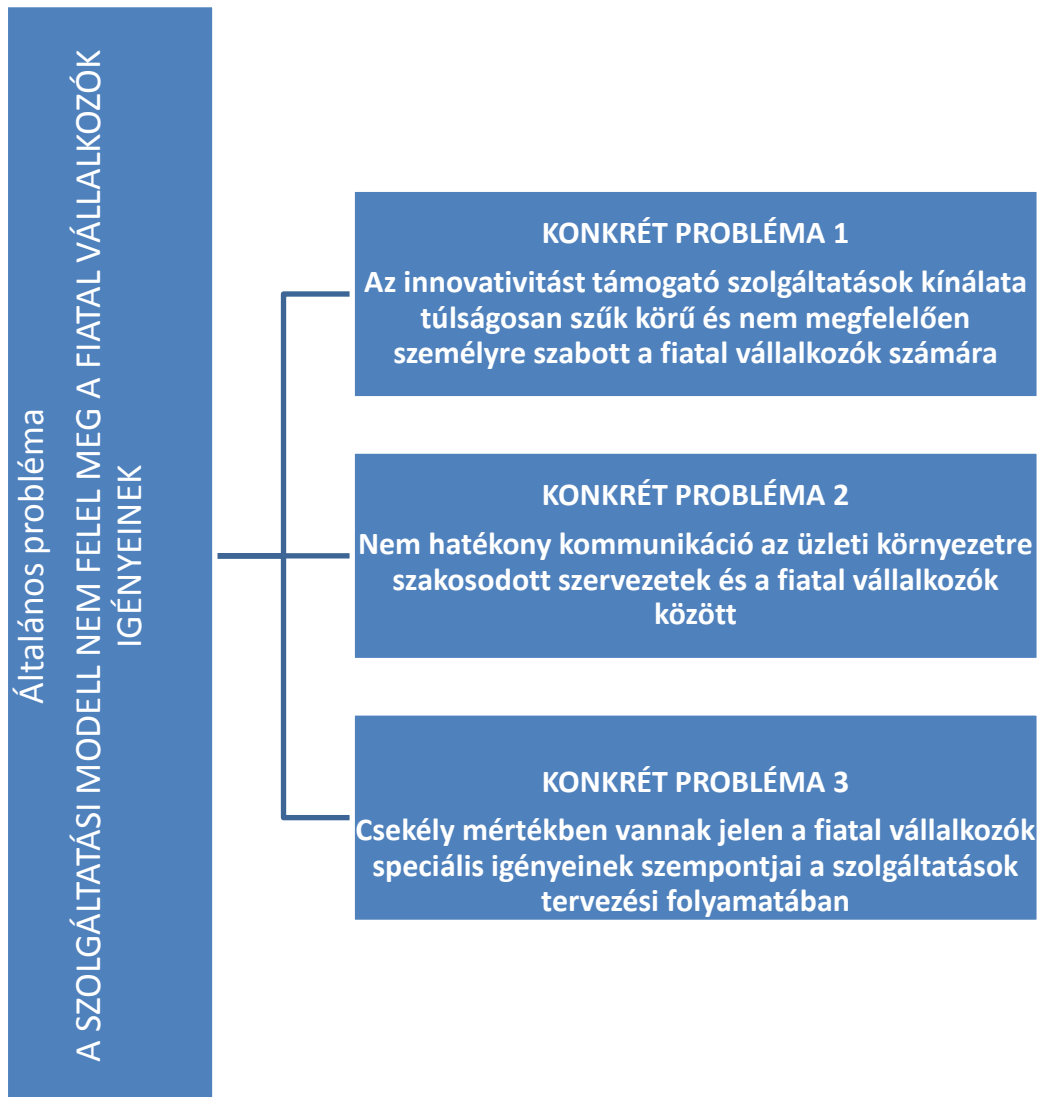 Általános probléma
A SZOLGÁLTATÁSI MODELL NEM FELEL MEG A FIATAL VÁLLALKOZÓK
IGÉNYEINEK
KONKRÉT PROBLÉMA 1
Az innovativitást támogató szolgáltatások kínálata
túlságosan szűk körű és nem megfelelően
személyre szabott a fiatal vállalkozók számára
KONKRÉT PROBLÉMA 2
Nem hatékony kommunikáció az üzleti környezetre
szakosodott szervezetek és a fiatal vállalkozók
között
KONKRÉT PROBLÉMA 3
Csekély mértékben vannak jelen a fiatal vállalkozók
speciális igényeinek szempontjai a szolgáltatások
tervezési folyamatában